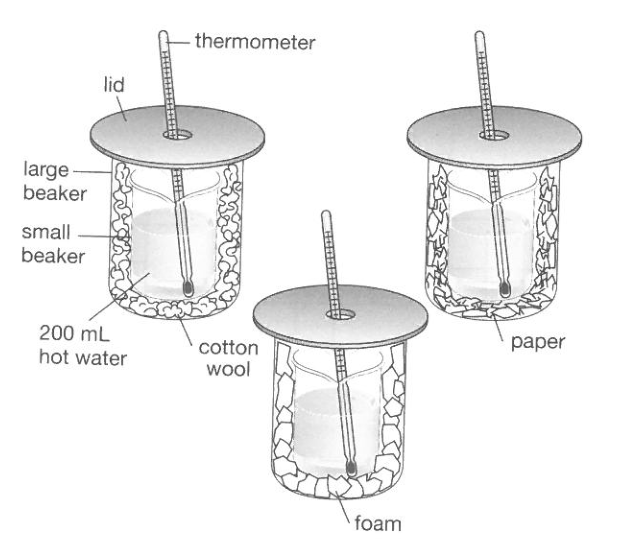 thermometer
lid
large
beaker
small
beaker
200 mL
hot water
cotton
wool
paper
foam